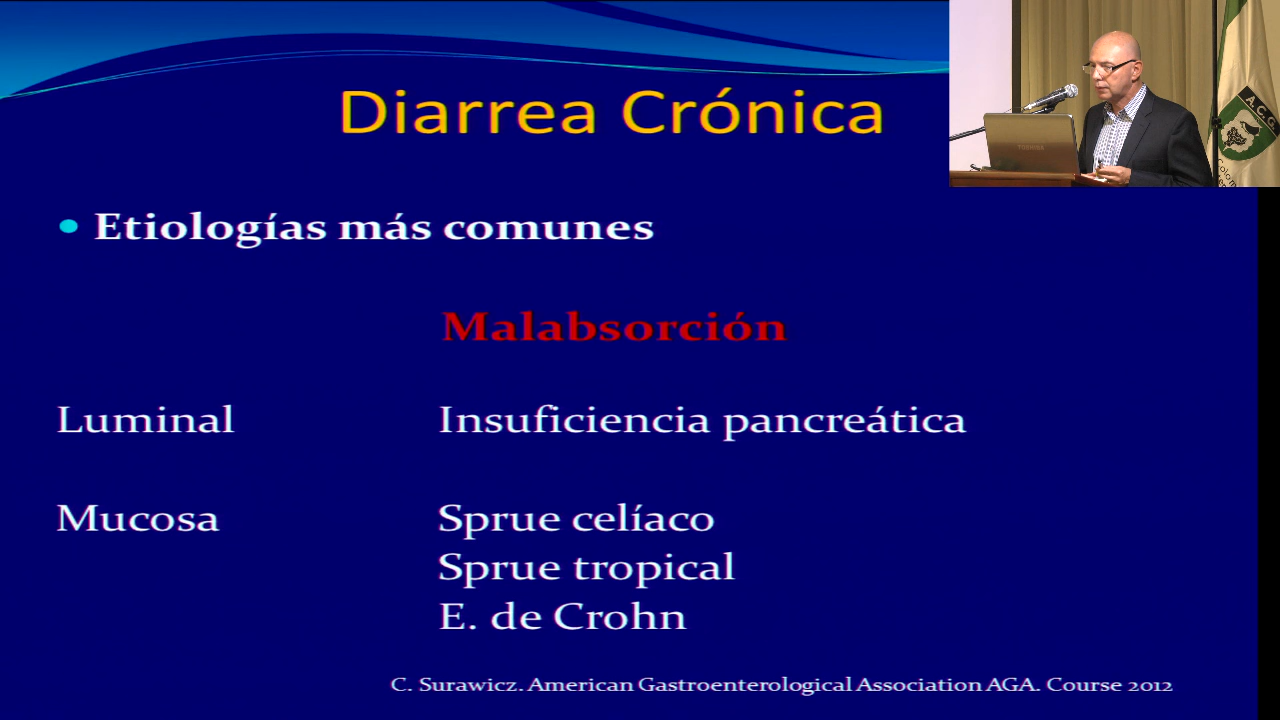 Diarrea Crónica
• Etiologías más comunes
Malabsorción
Luminal Insuficiencia pancreática
Mucosa Sprue celíaco
Sprue tropical
E. de Crohn
C. Surawicz. American Gastroenterological Association AGA. Course 2012
TOSHIBA
A.C.G.